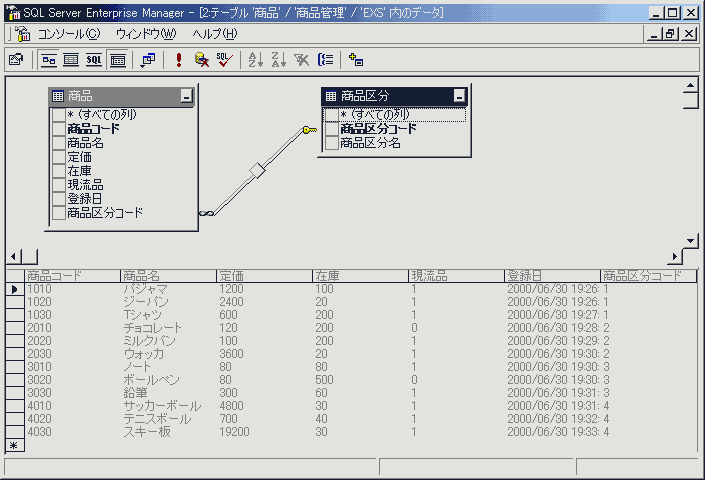 SQL Server Enterprise Manager - [2:テーブル '商品' / '商品管理' / 'EXS' 内のデータ]
コンソール(C) ウィンドウ(W) ヘルプ(H)
SQL SQL
商品
* (すべての列)
商品コード
商品名
定価
在庫
現流品
登録日
商品区分コード
商品区分
* (すべての列)
商品区分コード
商品区分名
商品コード 商品名 定価 在庫 現流品 登録日 商品区分コード
1010 パジャマ 1200 100 1 2000/06/30 19:26: 1
1020 ジーパン 2400 20 1 2000/06/30 19:26: 1
1030 Tシャツ 600 200 1 2000/06/30 19:27: 1
2010 チョコレート 120 200 0 2000/06/30 19:28: 2
2020 ミルクパン 100 200 1 2000/06/30 19:29: 2
2030 ウォッカ 3600 20 1 2000/06/30 19:30: 2
3010 ノート 80 80 1 2000/06/30 19:30: 3
3020 ボールペン 80 500 0 2000/06/30 19:30: 3
3030 鉛筆 300 60 1 2000/06/30 19:31: 3
4010 サッカーボール 4800 30 1 2000/06/30 19:31: 4
4020 テニスボール 700 40 1 2000/06/30 19:32: 4
4030 スキー板 19200 30 1 2000/06/30 19:33: 4